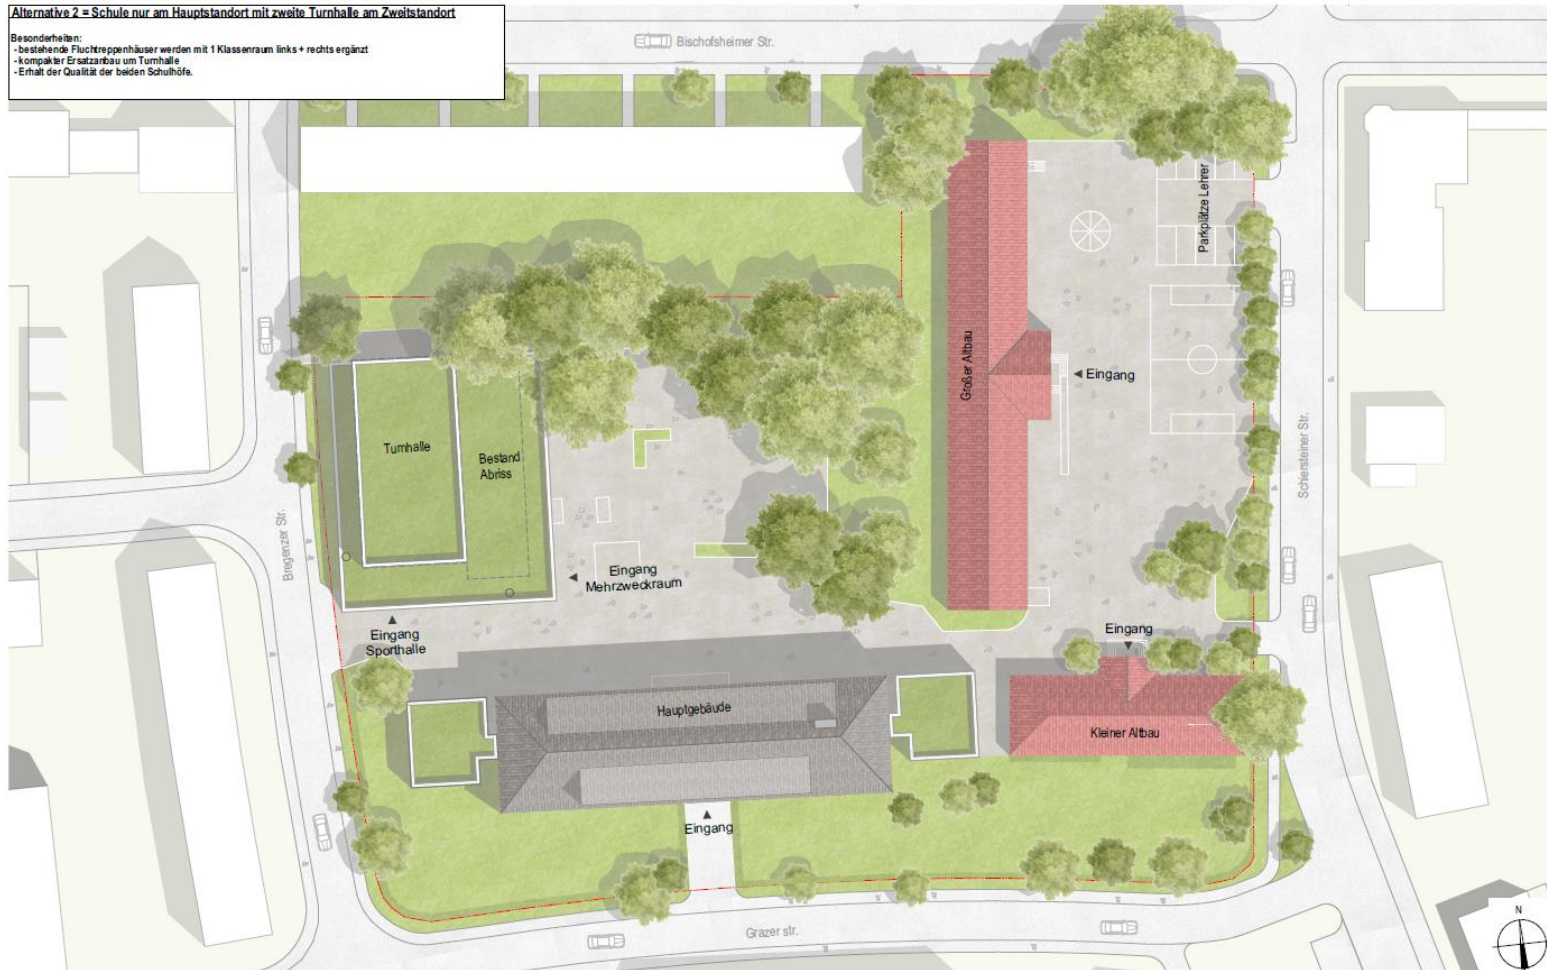 Alternative 2 = Schule nur am Hauptstandort mit zweite Turnhalle am Zweitstandort
Besonderheiten:
- bestehende Fluchtreppenhäuser werden mit 1 Klassenraum links + rechts ergänzt
- kompakter Ersatzanbau um Turnhalle
- Erhalt der Qualität der beiden Schulhöfe.
Bischofsheimer Str.
Parkplätze Lehrer
Großer Altbau
Eingang
Turnhalle
Bestand
Abriss
Schiersteiner Str.
Bregenzer Str.
Eingang
Mehrzweckraum
Eingang
Sporthalle
Eingang
Hauptgebäude
Kleiner Altbau
Eingang
Grazer str.
N